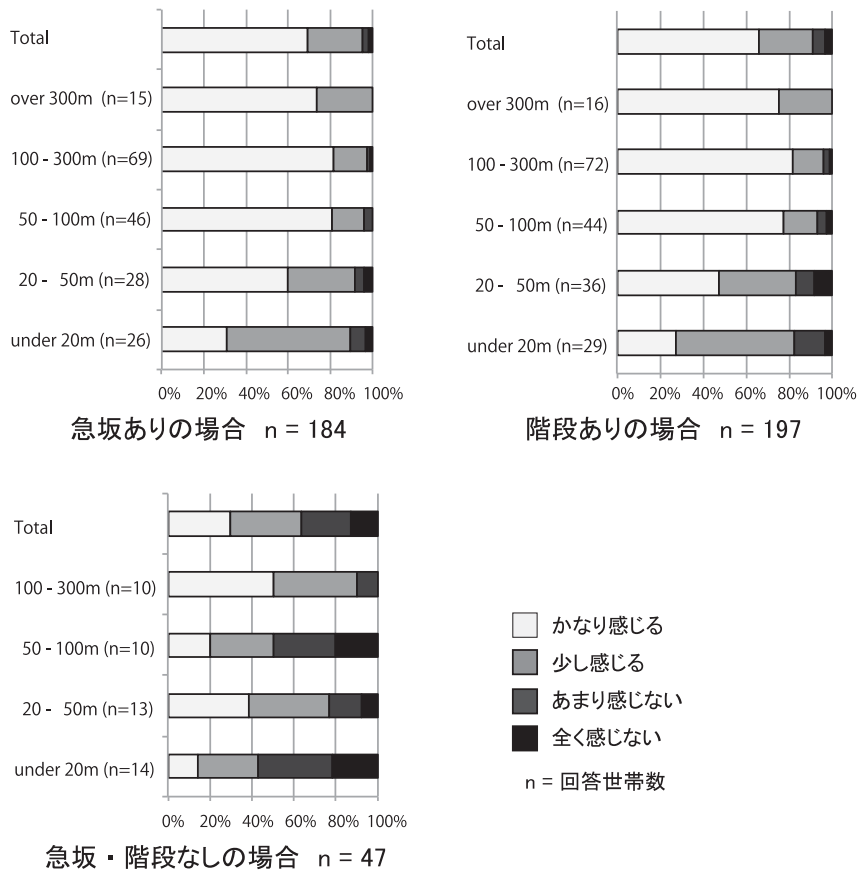 Total
over 300m (n=15)
100 - 300m (n=69)
50 - 100m (n=46)
20 - 50m (n=28)
under 20m (n=26)
0% 20% 40% 60% 80% 100%
急坂ありの場合 n = 184
Total
over 300m (n=16)
100 - 300m (n=72)
50 - 100m (n=44)
20 - 50m (n=36)
under 20m (n=29)
0% 20% 40% 60% 80% 100%
階段ありの場合 n = 197
Total
100 - 300m (n=10)
50 - 100m (n=10)
20 - 50m (n=13)
under 20m (n=14)
0% 20% 40% 60% 80% 100%
急坂・階段なしの場合 n = 47
かなり感じる
少し感じる
あまり感じない
全く感じない
n = 回答世帯数